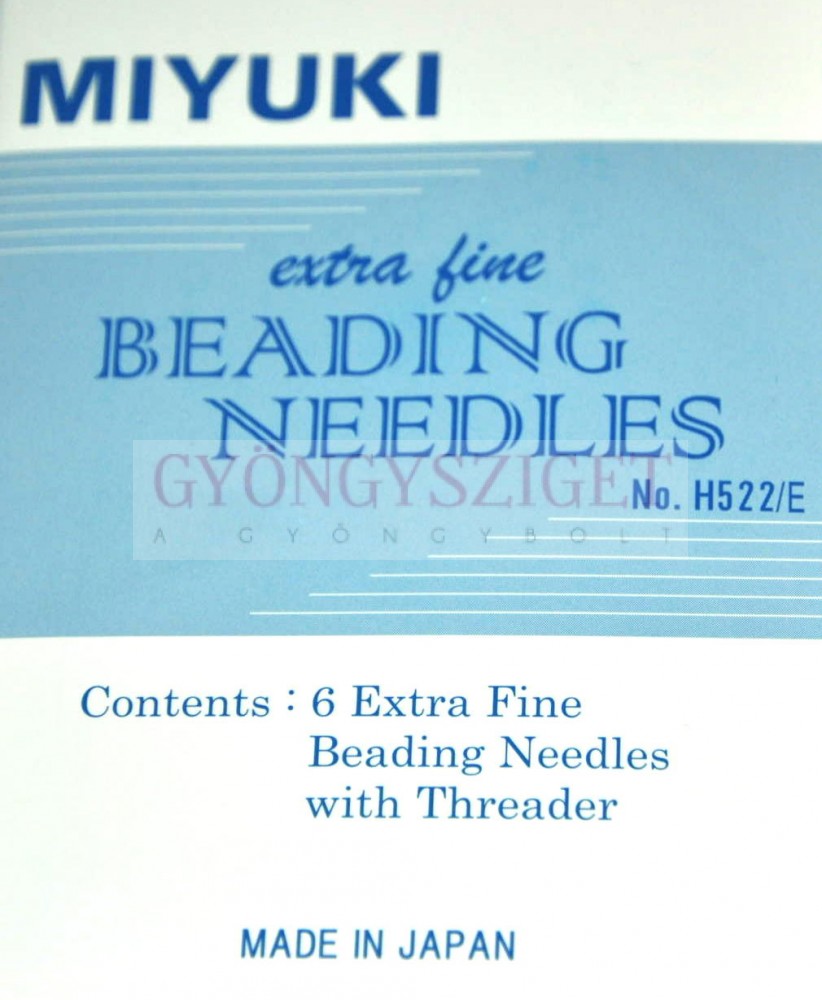 MIYUKI
extra fine
BEADING
NEEDLES
GYÖNGYSZIGET
No. H522/E
A GYÖNGYBOLT
Contents : 6 Extra Fine
Beading Needles
with Threader
MADE IN JAPAN